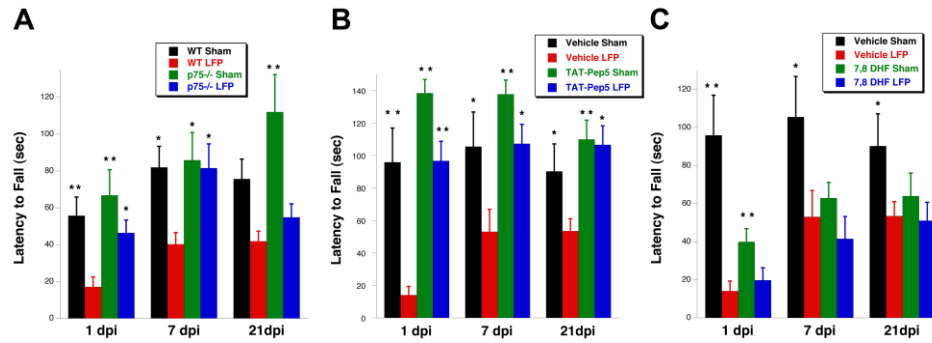 A
WT Sham
WT LFP
p75-/- Sham
p75-/- LFP
Latency to Fall (sec)
120
100
80
60
40
20
0
** * ** * * * * **
1 dpi 7 dpi 21dpi
B
Vehicle Sham
Vehicle LFP
TAT-Pep5 Sham
TAT-Pep5 LFP
Latency to Fall (sec)
140
120
100
80
60
40
20
0
** ** ** * ** * * ** *
1 dpi 7 dpi 21dpi
C
Vehicle Sham
Vehicle LFP
7,8 DHF Sham
7,8 DHF LFP
Latency to Fall (sec)
120
100
80
60
40
20
0
** ** * *
1 dpi 7 dpi 21 dpi